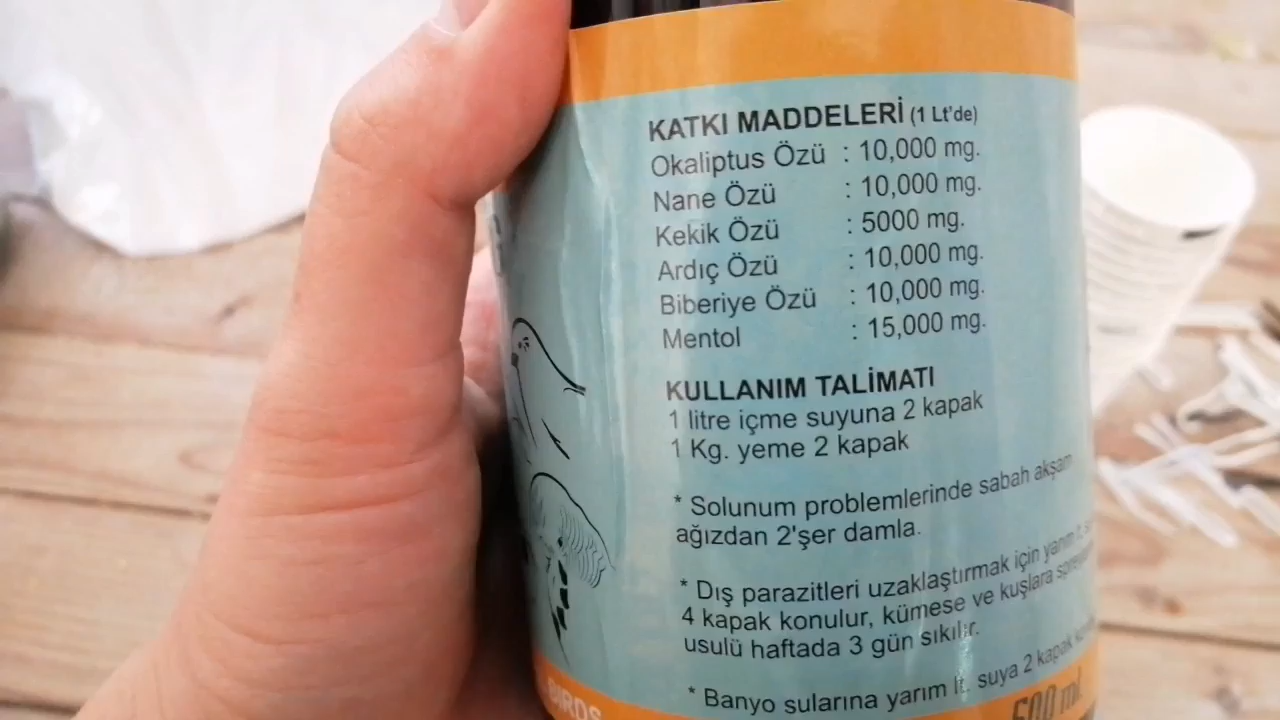 KATKI MADDELERİ (1 Lt'de)
Okaliptus Özü : 10,000 mg.
Nane Özü : 10,000 mg.
Kekik Özü : 5000 mg.
Ardıç Özü : 10,000 mg.
Biberiye Özü : 10,000 mg.
Mentol : 15,000 mg.
KULLANIM TALİMATI
1 litre içme suyuna 2 kapak
1 Kg. yeme 2 kapak
* Solunum problemlerinde sabah akşam
ağızdan 2'şer damla.
* Dış parazitleri uzaklaştırmak için yarım lt.
4 kapak konulur, kümese ve kuşlara
usulü haftada 3 gün sıkılır.
* Banyo sularına yarım lt. suya 2 kapak
BIRDS
500 ml.